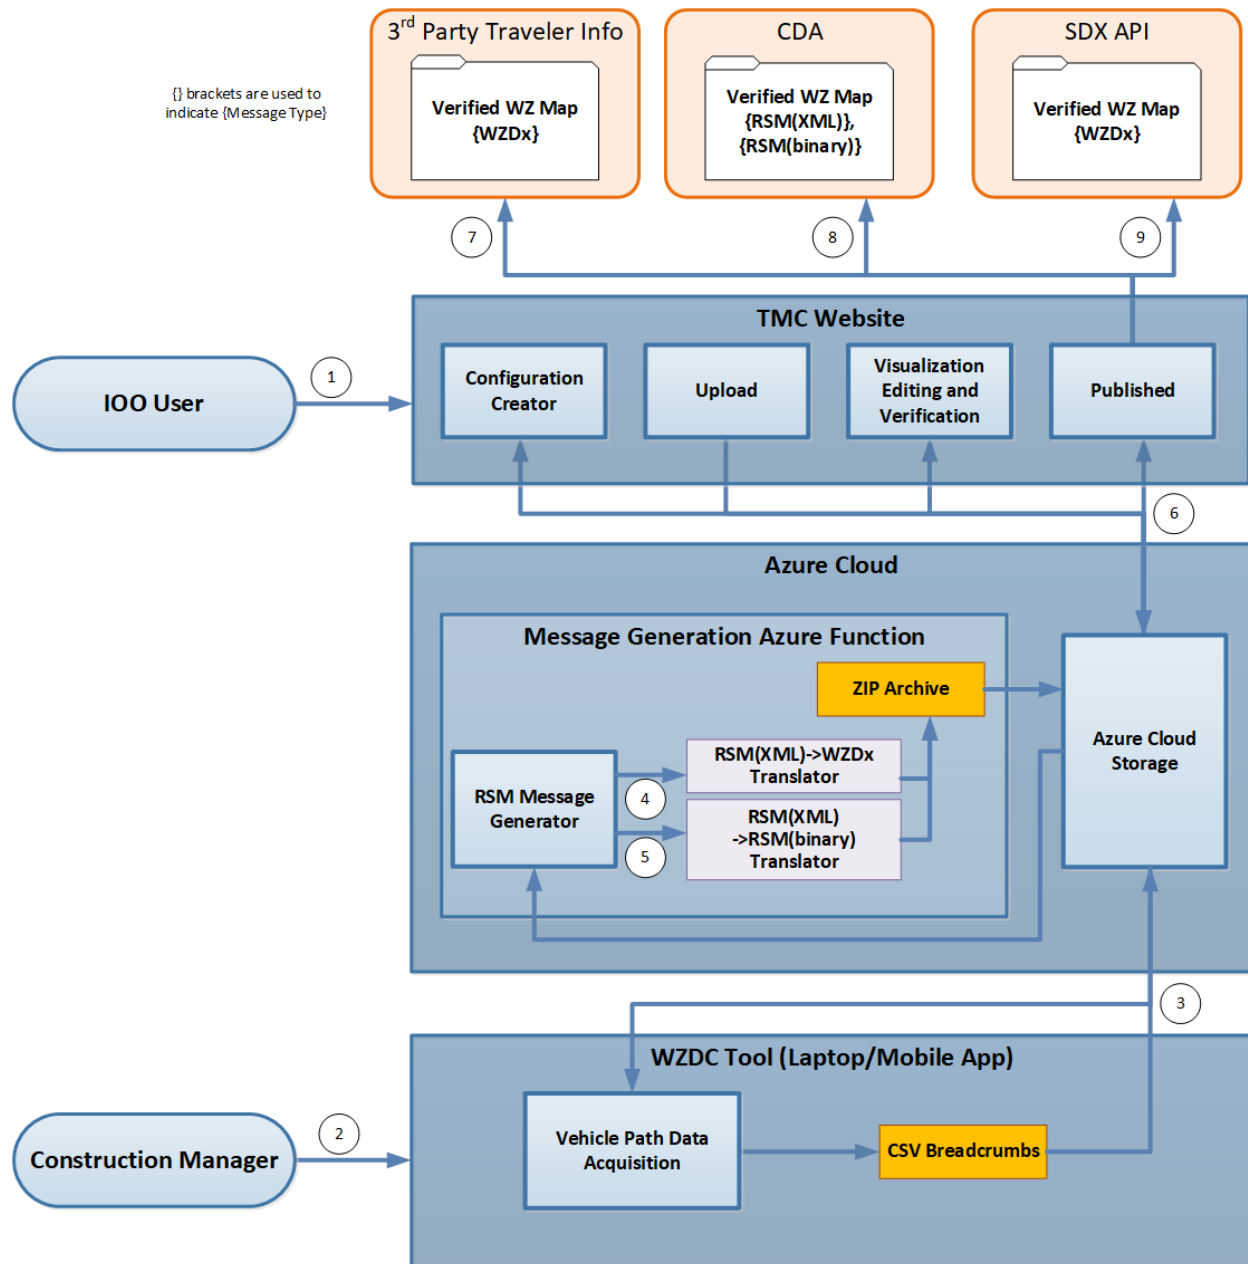 3rd Party Traveler Info
CDA
SDX API
{} brackets are used to
indicate {Message Type}
Verified WZ Map
{WZDx}
Verified WZ Map
{RSM(XML)},
{RSM(binary)}
Verified WZ Map
{WZDx}
7
8
9
TMC Website
IOO User
1
Configuration
Creator
Upload
Visualization
Editing and
Verification
Published
6
Azure Cloud
Message Generation Azure Function
ZIP Archive
RSM Message
Generator
4
5
RSM(XML)->WZDx
Translator
RSM(XML)
->RSM(binary)
Translator
Azure Cloud
Storage
3
WZDC Tool (Laptop/Mobile App)
Construction Manager
2
Vehicle Path Data
Acquisition
CSV Breadcrumbs